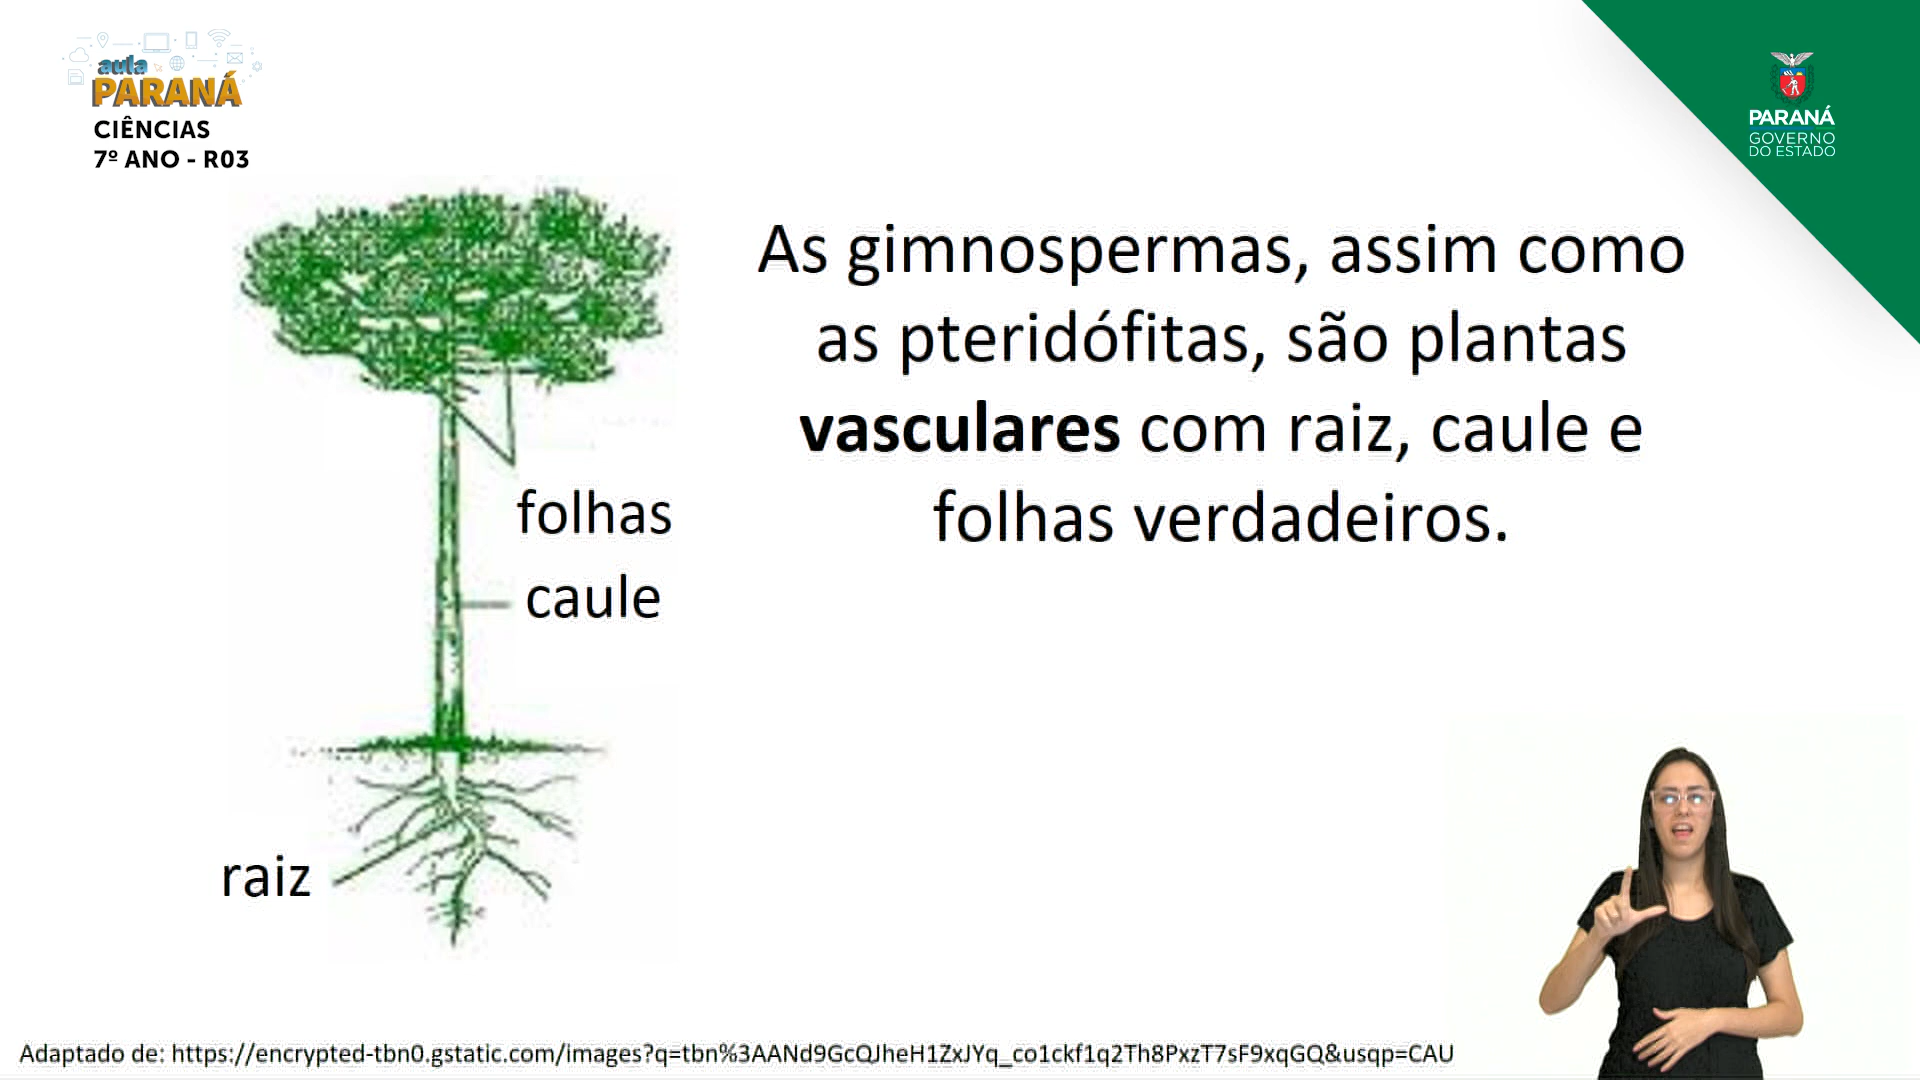 aula
PARANÁ
CIÊNCIAS
7º ANO - R03
PARANÁ
GOVERNO
DO ESTADO
As gimnospermas, assim como
as pteridófitas, são plantas
vasculares com raiz, caule e
folhas verdadeiros.
folhas
caule
raiz
Adaptado de: https://encrypted-tbn0.gstatic.com/images?q=tbn%3AANd9GcQJheH1ZxJYq_co1ckf1q2Th8PxzT7sF9xqGQ&usqp=CAU